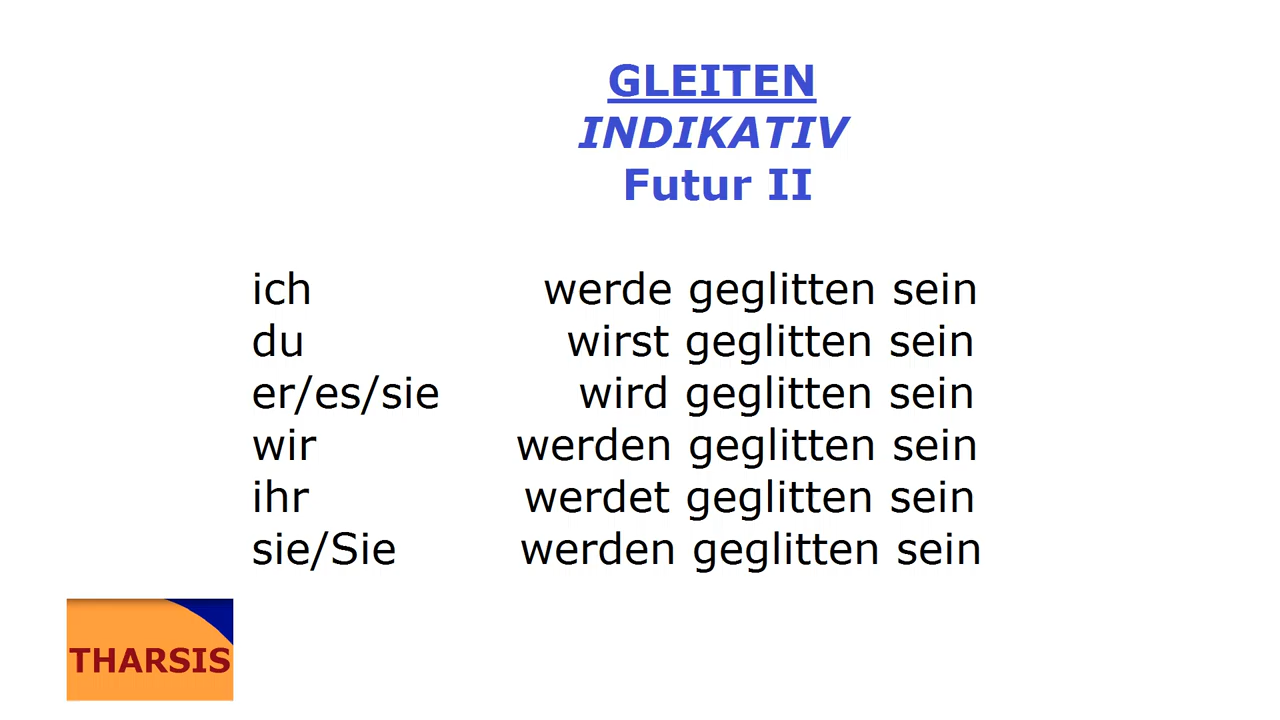 GLEITEN
INDIKATIV
Futur II
ich werde geglitten sein
du wirst geglitten sein
er/es/sie wird geglitten sein
wir werden geglitten sein
ihr werdet geglitten sein
sie/Sie werden geglitten sein
THARSIS